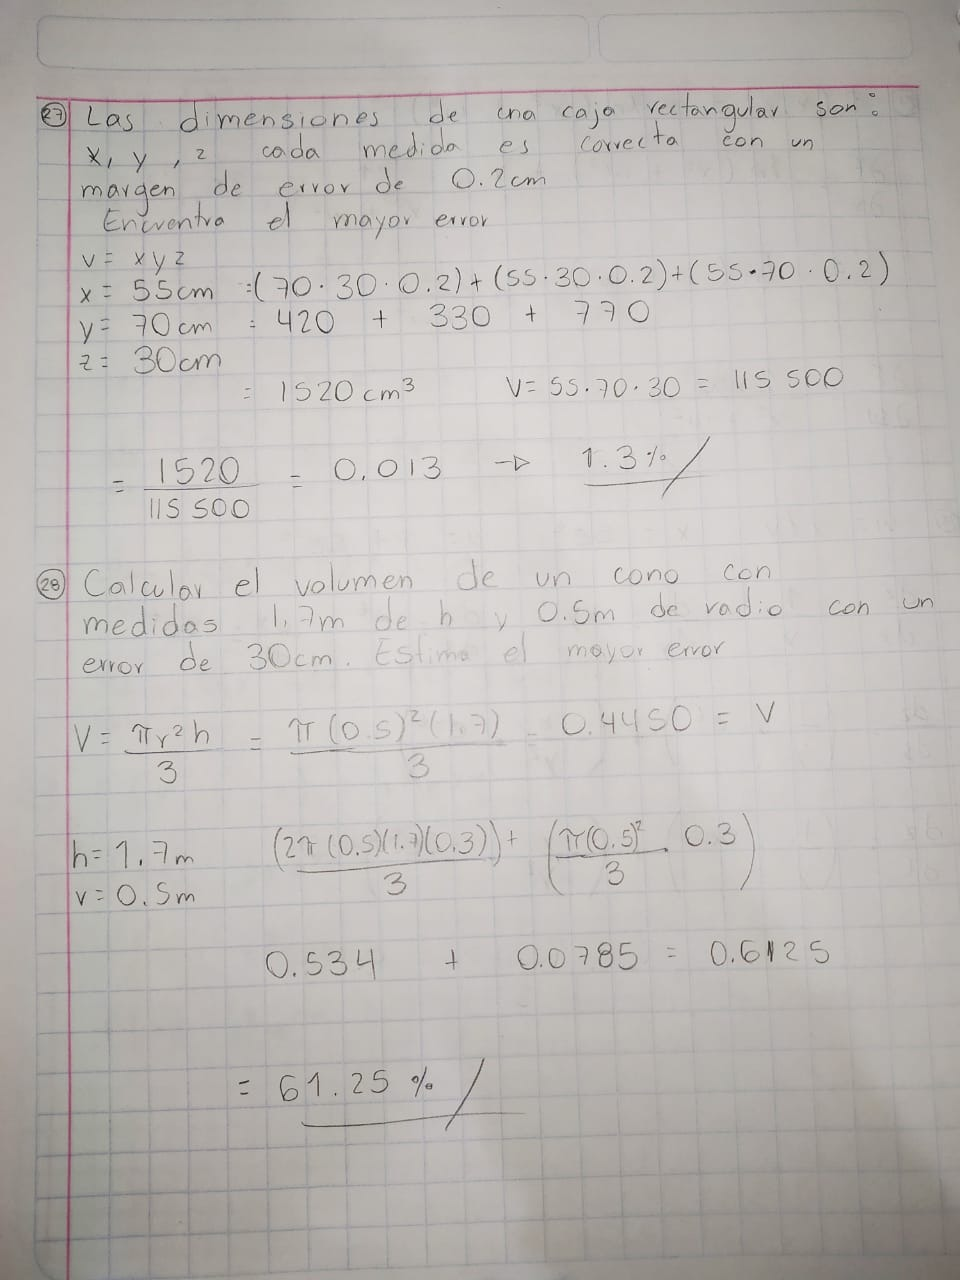 27 Las dimensiones de una caja rectangular son:
x, y, z cada medida es correcta con un
margen de error de 0.2cm
Encuentra el mayor error
V = xyz
x = 55cm =(70·30·0.2)+(55·30·0.2)+(55·70·0.2)
y = 70cm = 420 + 330 + 770
z = 30cm
= 1520 cm³ V= 55·70·30 = 115 500
= 1520/115 500 = 0.013 → 1.3%
28 Calcular el volumen de un cono con
medidas 1,7m de h y 0.5m de radio con un
error de 30cm. Estima el mayor error
V = πr²h/3 = π(0.5)²(1.7)/3 = 0.4450 = V
h= 1.7m (2π(0.5)(1.7)(0.3))/3 + (π(0.5)²/3 · 0.3)
r = 0.5m
0.534 + 0.0785 = 0.6125
= 61.25 %